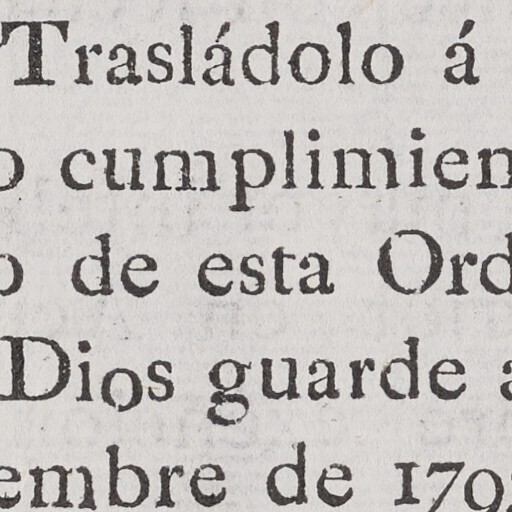 Trasládolo á
o cumplimien
o de esta Ord
Dios guarde a
embre de 179